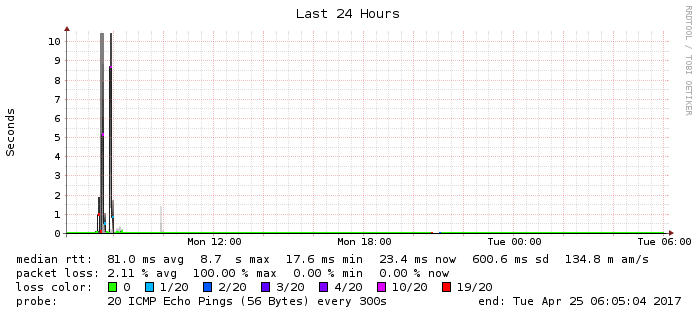 Last 24 Hours
RRDTOOL / TOBI OETIKER
Seconds
10
9
8
7
6
5
4
3
2
1
0
Mon 12:00 Mon 18:00 Tue 00:00 Tue 06:00
median rtt: 81.0 ms avg 8.7 s max 17.6 ms min 23.4 ms now 600.6 ms sd 134.8 m am/s
packet loss: 2.11 % avg 100.00 % max 0.00 % min 0.00 % now
loss color: 0 1/20 2/20 3/20 4/20 10/20 19/20
probe: 20 ICMP Echo Pings (56 Bytes) every 300s end: Tue Apr 25 06:05:04 2017